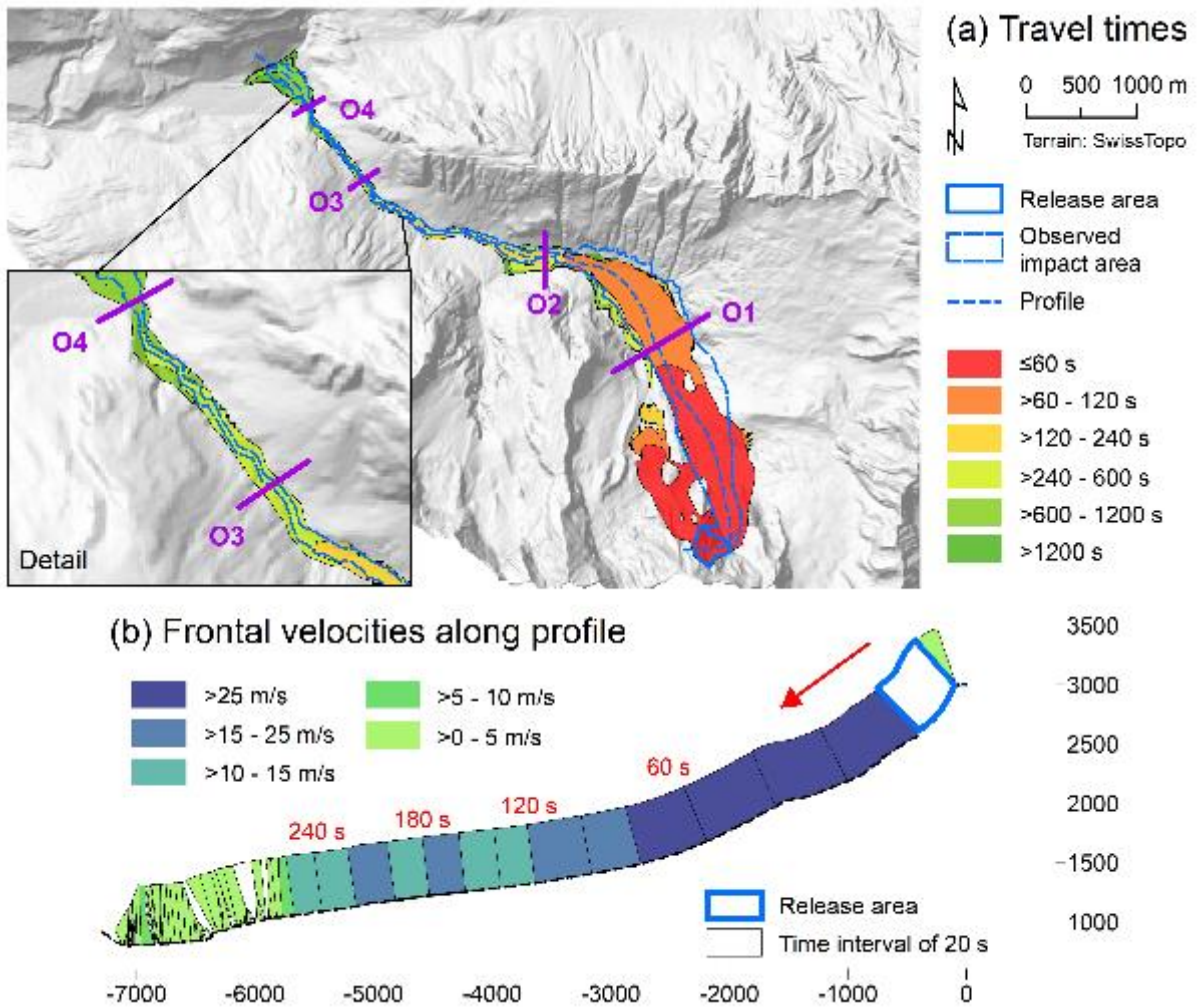 (a) Travel times
0 500 1000 m
N
Terrain: SwissTopo
Release area
Observed
impact area
Profile
≤60 s
>60 - 120 s
>120 - 240 s
>240 - 600 s
>600 - 1200 s
>1200 s
O4
O3
O2
O1
O4
O3
Detail
(b) Frontal velocities along profile
>25 m/s
>5 - 10 m/s
>15 - 25 m/s
>0 - 5 m/s
>10 - 15 m/s
240 s
180 s
120 s
60 s
3500
3000
2500
2000
1500
1000
Release area
Time interval of 20 s
-7000 -6000 -5000 -4000 -3000 -2000 -1000 0